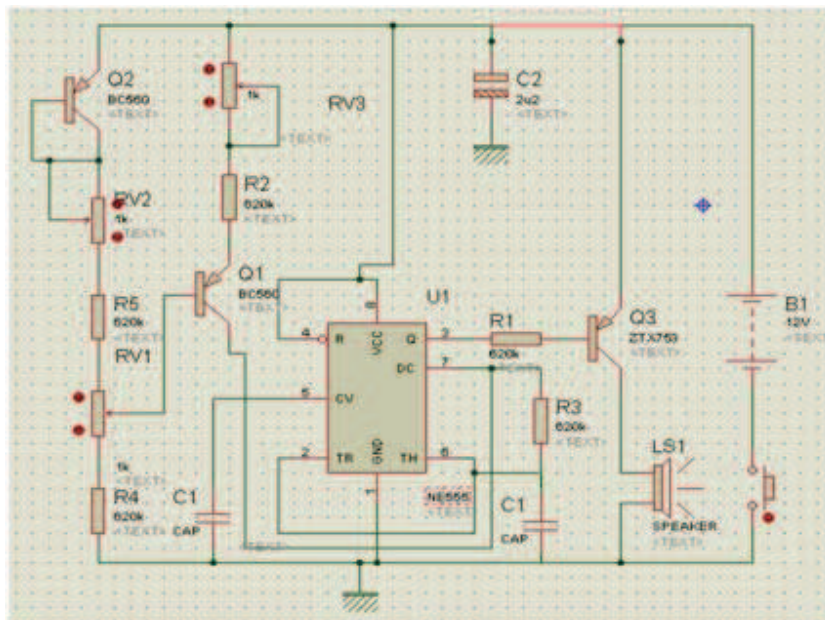 Q2
BC560
<TEXT>
1k
<TEXT>
RV3
C2
2u2
<TEXT>
R2
620k
<TEXT>
RV2
1k
<TEXT>
Q1
BC560
<TEXT>
R5
620k
<TEXT>
RV1
1k
<TEXT>
R4
620k
<TEXT>
C1
CAP
<TEXT>
U1
8
VCC
4
R
Q
3
DC
7
5
CV
2
TR
GND
TH
6
1
NE555
<TEXT>
R1
620k
<TEXT>
R3
620k
<TEXT>
C1
CAP
<TEXT>
Q3
ZTX753
<TEXT>
LS1
SPEAKER
<TEXT>
B1
12V
<TEXT>